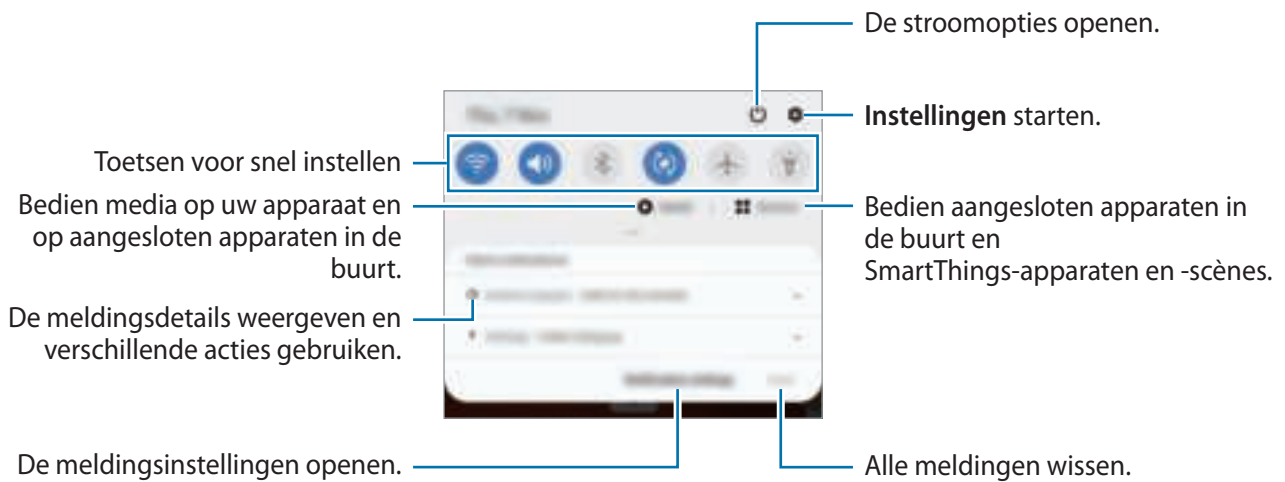 De stroomopties openen.
Instellingen starten.
Toetsen voor snel instellen
Bedien media op uw apparaat en
op aangesloten apparaten in de
buurt.
Bedien aangesloten apparaten in
de buurt en
SmartThings-apparaten en -scènes.
De meldingsdetails weergeven en
verschillende acties gebruiken.
De meldingsinstellingen openen.
Alle meldingen wissen.